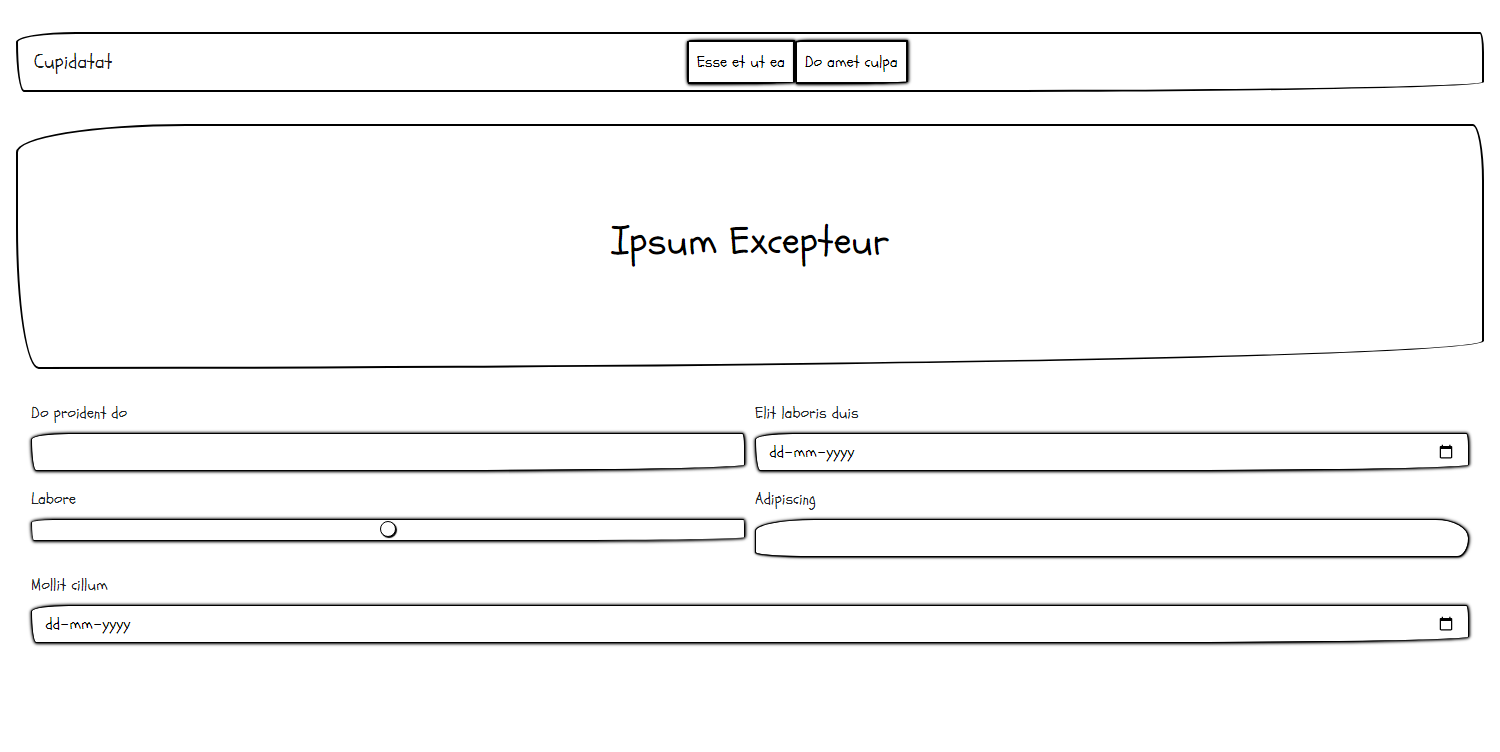 Cupidatat
Esse et ut ea
Do amet culpa
Ipsum Excepteur
Do proident do
Elit laboris duis
dd-mm-yyyy
Labore
Adipiscing
Mollit cillum
dd-mm-yyyy